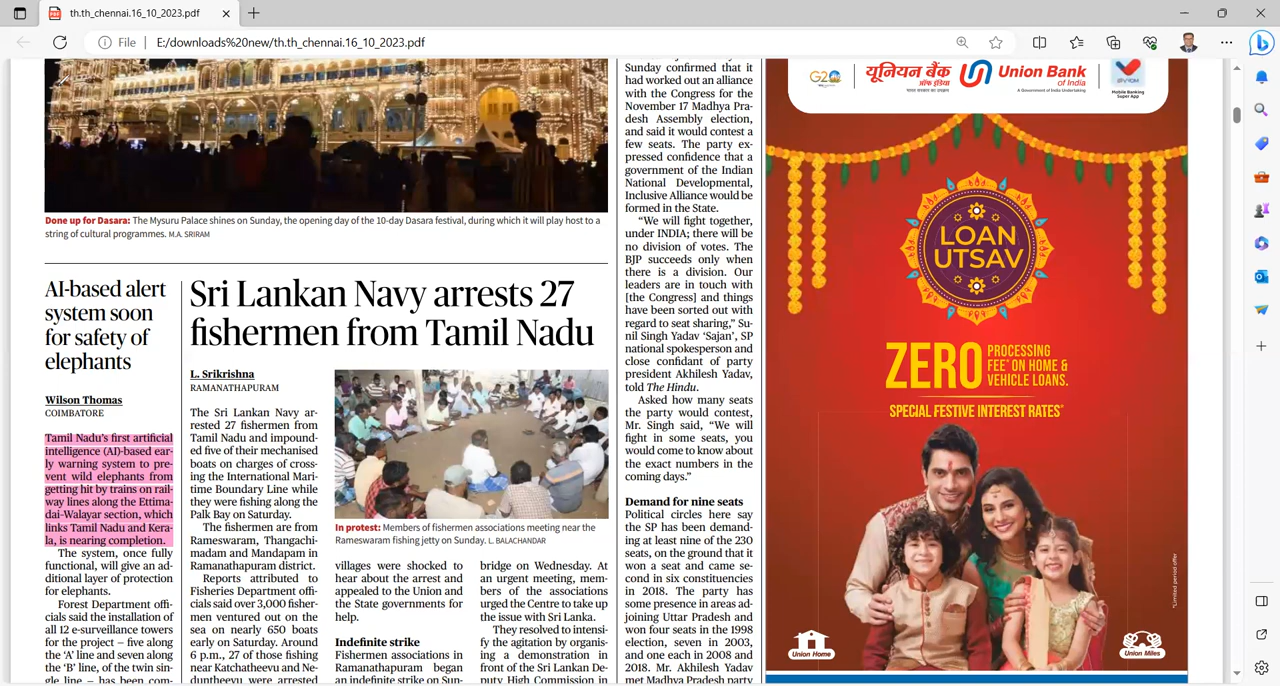 th.th_chennai.16_10_2023.pdf
File
E:/downloads%20new/th.th_chennai.16_10_2023.pdf
Done up for Dasara: The Mysuru Palace shines on Sunday, the opening day of the 10-day Dasara festival, during which it will play host to a
string of cultural programmes. M.A. SRIRAM
AI-based alert
system soon
for safety of
elephants
Wilson Thomas
COIMBATORE
Tamil Nadu's first artificial
intelligence (AI)-based ear-
ly warning system to pre-
vent wild elephants from
getting hit by trains on rail-
way lines along the Ettima-
dai-Walayar section, which
links Tamil Nadu and Kera-
la, is nearing completion.
The system, once fully
functional, will give an ad-
ditional layer of protection
for elephants.
Forest Department offi-
cials said the installation of
all 12 e-surveillance towers
for the project – five along
the 'A' line and seven along
the 'B' line, of the twin sin-
gle line – has been com-
Sri Lankan Navy arrests 27
fishermen from Tamil Nadu
L. Srikrishna
RAMANATHAPURAM
The Sri Lankan Navy ar-
rested 27 fishermen from
Tamil Nadu and impound-
ed five of their mechanised
boats on charges of cross-
ing the International Mari-
time Boundary Line while
they were fishing along the
Palk Bay on Saturday.
The fishermen are from
Rameswaram, Thangachi-
madam and Mandapam in
Ramanathapuram district.
Reports attributed to
Fisheries Department offi-
cials said over 3,000 fisher-
men ventured out on the
sea on nearly 650 boats
early on Saturday. Around
6 p.m., 27 of those fishing
near Katchatheevu and Ne-
duntheevu were arrested
In protest: Members of fishermen associations meeting near the
Rameswaram fishing jetty on Sunday. L. BALACHANDAR
villages were shocked to
hear about the arrest and
appealed to the Union and
the State governments for
help.
Indefinite strike
Fishermen associations in
Ramanathapuram began
an indefinite strike on Sun-
bridge on Wednesday. At
an urgent meeting, mem-
bers of the associations
urged the Centre to take up
the issue with Sri Lanka.
They resolved to intensi-
fy the agitation by organis-
ing a demonstration in
front of the Sri Lankan De-
puty High Commission in
Sunday confirmed that it
had worked out an alliance
with the Congress for the
November 17 Madhya Pra-
desh Assembly election,
and said it would contest a
few seats. The party ex-
pressed confidence that a
government of the Indian
National Developmental,
Inclusive Alliance would be
formed in the State.
"We will fight together,
under INDIA; there will be
no division of votes. The
BJP succeeds only when
there is a division. Our
leaders are in touch with
[the Congress] and things
have been sorted out with
regard to seat sharing," Su-
nil Singh Yadav 'Sajan', SP
national spokesperson and
close confidant of party
president Akhilesh Yadav,
told The Hindu.
Asked how many seats
the party would contest,
Mr. Singh said, "We will
fight in some seats, you
would come to know about
the exact numbers in the
coming days."
Demand for nine seats
Political circles here say
the SP has been demand-
ing at least nine of the 230
seats, on the ground that it
won a seat and came se-
cond in six constituencies
in 2018. The party has
some presence in areas ad-
joining Uttar Pradesh and
won four seats in the 1998
election, seven in 2003,
and one each in 2008 and
2018. Mr. Akhilesh Yadav
met Madhya Pradesh party
G20
यूनियन बैंक
ऑफ इंडिया
Union Bank
of India
A Government of India Undertaking
Mobile Banking
Super App
LOAN
UTSAV
ZERO PROCESSING
FEE* ON HOME &
VEHICLE LOANS.
SPECIAL FESTIVE INTEREST RATES*
*Limited period offer
Union Home
Union Miles